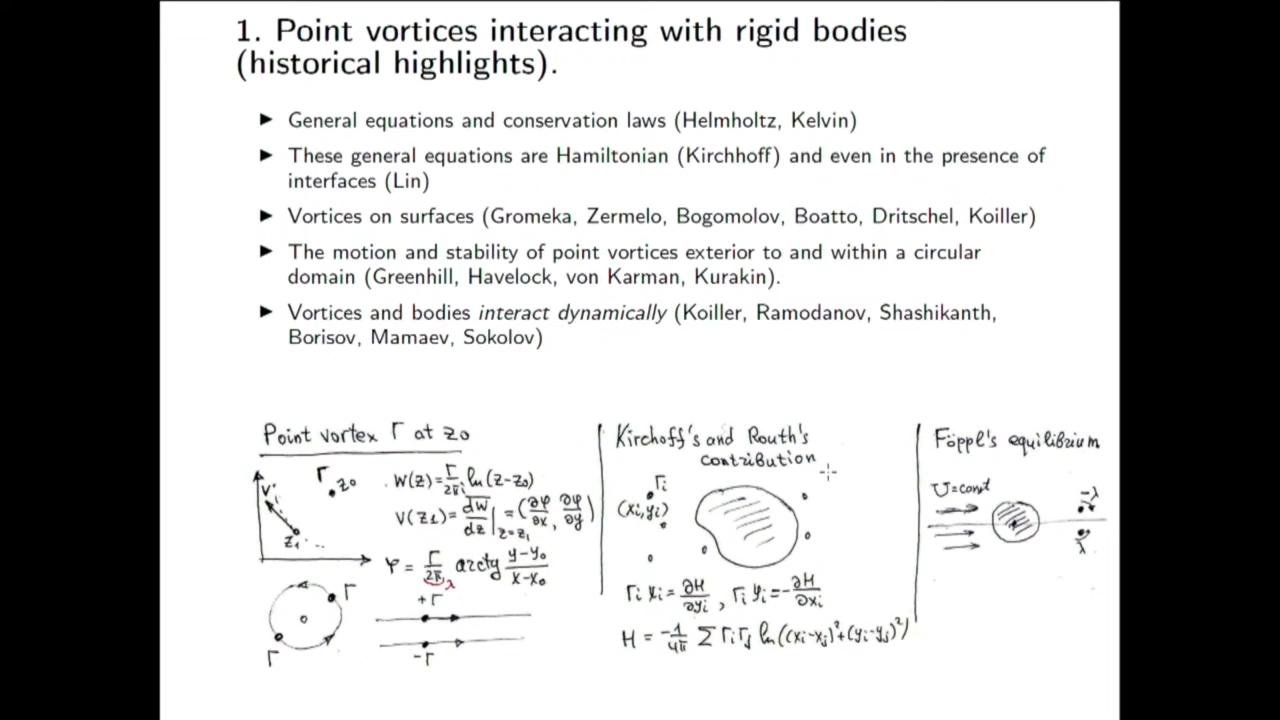 1. Point vortices interacting with rigid bodies
(historical highlights).
▶ General equations and conservation laws (Helmholtz, Kelvin)
▶ These general equations are Hamiltonian (Kirchhoff) and even in the presence of
interfaces (Lin)
▶ Vortices on surfaces (Gromeka, Zermelo, Bogomolov, Boatto, Dritschel, Koiller)
▶ The motion and stability of point vortices exterior to and within a circular
domain (Greenhill, Havelock, von Karman, Kurakin).
▶ Vortices and bodies interact dynamically (Koiller, Ramodanov, Shashikanth,
Borisov, Mamaev, Sokolov)
Point vortex Γ at z₀
Γ
z₀
V
z₁
W(z)=Γ/2πi ln(z-z₀)
V(z₁)= dW/dz|z=z₁ =(∂φ/∂x, ∂φ/∂y)
φ = Γ/2π arctg y-y₀/x-x₀
λ
Γ
Γ
+Γ
-Γ
Kirchoff's and Routh's
contribution
Γi
(xi,yi)
Γi ẋi = ∂H/∂yi , Γi ẏi = -∂H/∂xi
H = -1/4π Σ ΓiΓj ln((xi-xj)²+(yi-yj)²)
Föppl's equilibrium
U=const
-λ
λ